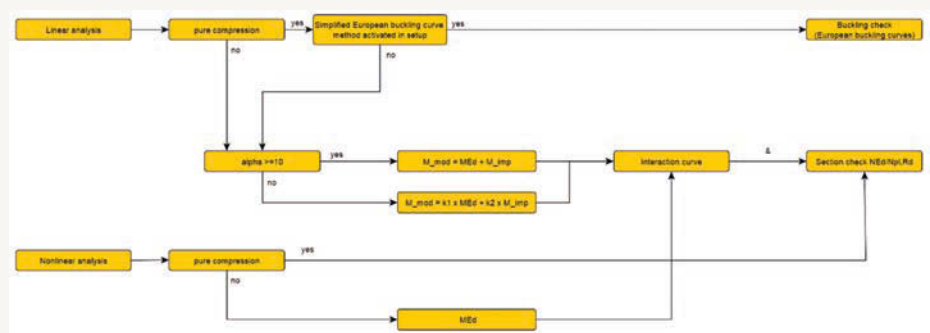 Linear analysis
pure compression
yes
Simplified European buckling curve
method activated in setup
yes
Buckling check
(European buckling curves)
no
no
alpha >=10
yes
M_mod = MEd + M_imp
Interaction curve
&
Section check NEd/Npl,Rd
no
M_mod = k1 x MEd + k2 x M_imp
Nonlinear analysis
pure compression
yes
no
MEd